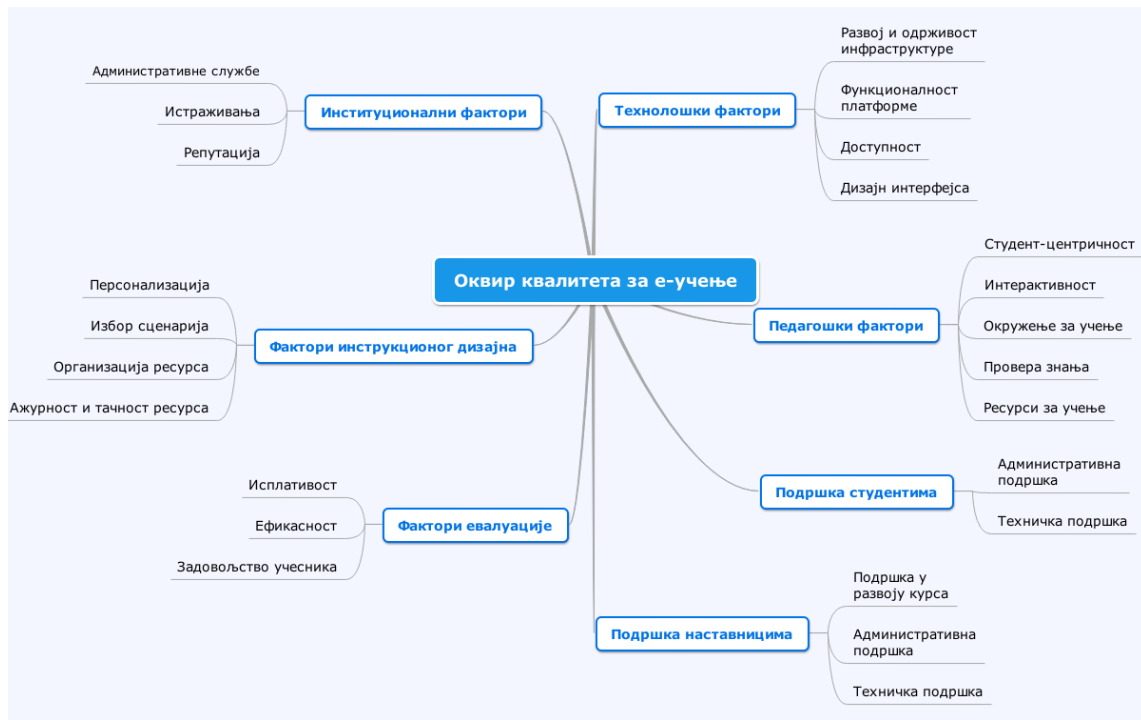 Оквир квалитета за е-учење
Технолошки фактори
Развој и одрживост
инфраструктуре
Функционалност
платформе
Доступност
Дизајн интерфејса
Педагошки фактори
Студент-центричност
Интерактивност
Окружење за учење
Провера знања
Ресурси за учење
Подршка студентима
Административна
подршка
Техничка подршка
Подршка наставницима
Подршка у
развоју курса
Административна
подршка
Техничка подршка
Фактори евалуације
Исплативост
Ефикасност
Задовољство учесника
Фактори инструкционог дизајна
Персонализација
Избор сценарија
Организација ресурса
Ажурност и тачност ресурса
Институционални фактори
Административне службе
Истраживања
Репутација